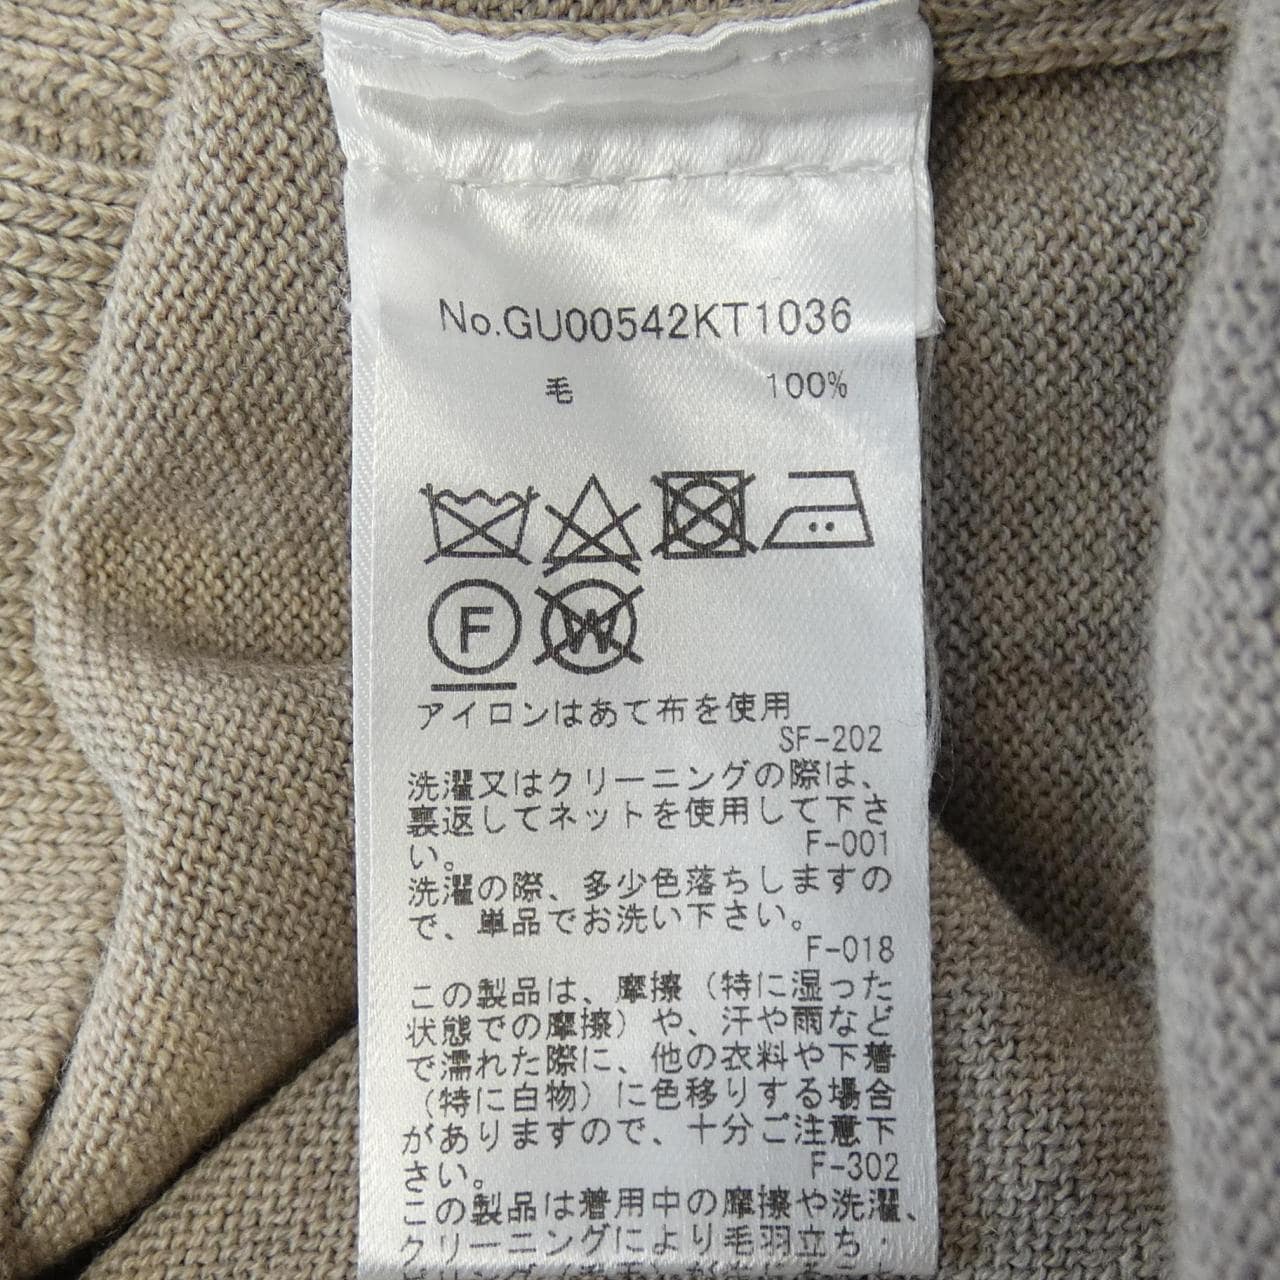 No.GU00542KT1036
毛 100%
F W
アイロンはあて布を使用
SF-202
洗濯又はクリーニングの際は、
裏返してネットを使用して下さ
い。
F-001
洗濯の際、多少色落ちしますの
で、単品でお洗い下さい。
F-018
この製品は、摩擦（特に湿った
状態での摩擦）や、汗や雨など
で濡れた際に、他の衣料や下着
（特に白物）に色移りする場合
がありますので、十分ご注意下
さい。
F-302
この製品は着用中の摩擦や洗濯、
クリーニングにより毛羽立ち・